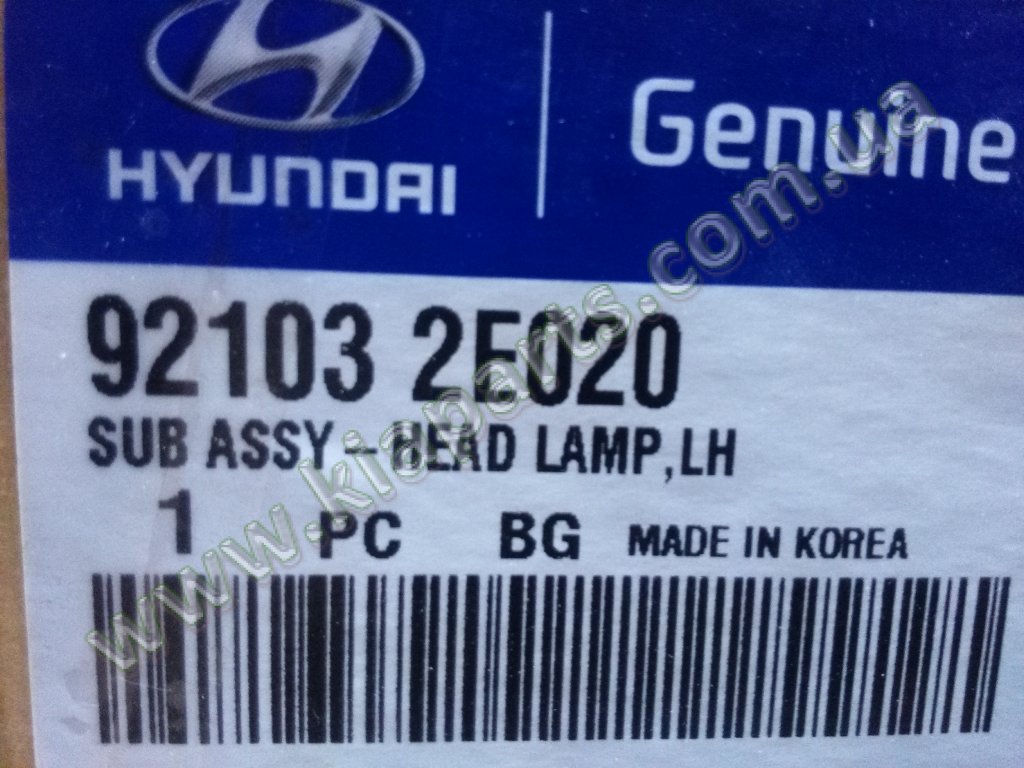 HYUNDAI
Genuine
92103 2E020
SUB ASSY-HEAD LAMP,LH
1 PC BG MADE IN KOREA
www.kiaparts.com.ua